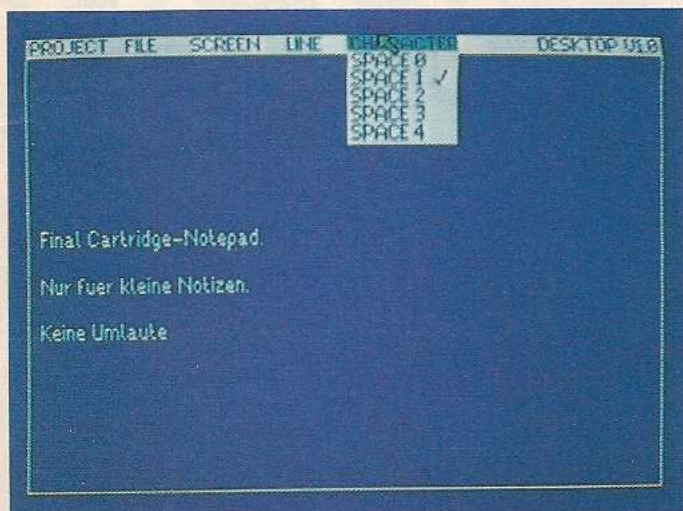 PROJECT FILE SCREEN LINE CHARACTER DESKTOP V1.0
SPACE 0
SPACE 1 ✓
SPACE 2
SPACE 3
SPACE 4
Final Cartridge-Notepad.
Nur fuer kleine Notizen.
Keine Umlaute